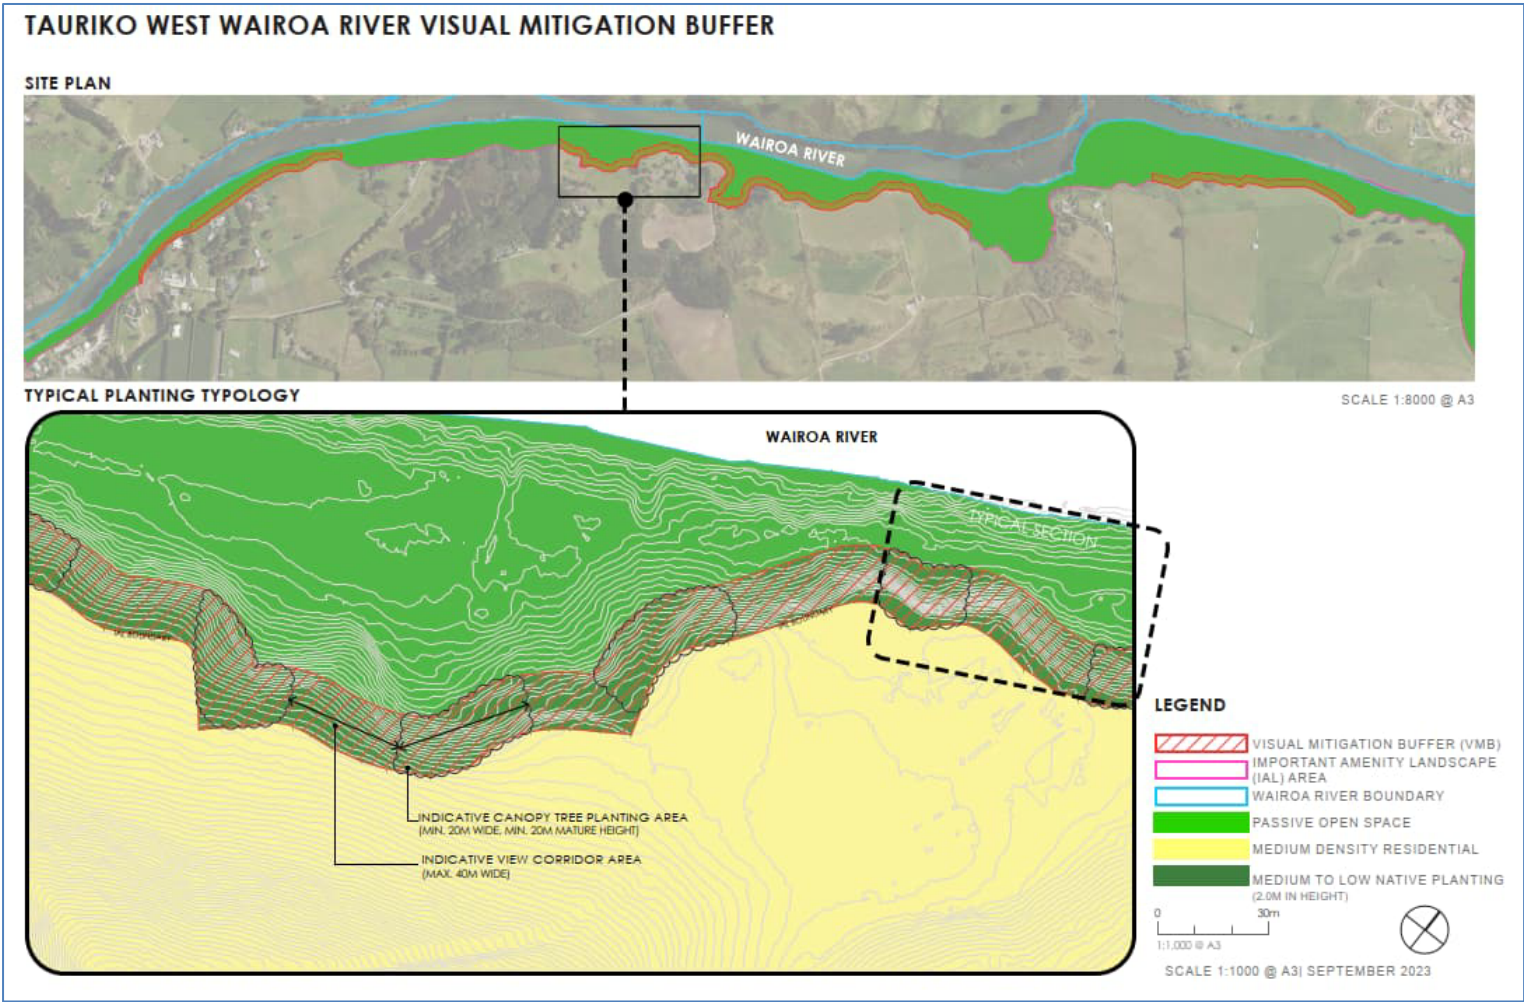 TAURIKO WEST WAIROA RIVER VISUAL MITIGATION BUFFER
SITE PLAN
WAIROA RIVER
TYPICAL PLANTING TYPOLOGY
SCALE 1:8000 @ A3
WAIROA RIVER
TYPICAL SECTION
IAL BOUNDARY
IAL BOUNDARY
INDICATIVE CANOPY TREE PLANTING AREA
(MIN. 20M WIDE, MIN. 20M MATURE HEIGHT)
INDICATIVE VIEW CORRIDOR AREA
(MAX. 40M WIDE)
LEGEND
VISUAL MITIGATION BUFFER (VMB)
IMPORTANT AMENITY LANDSCAPE
(IAL) AREA
WAIROA RIVER BOUNDARY
PASSIVE OPEN SPACE
MEDIUM DENSITY RESIDENTIAL
MEDIUM TO LOW NATIVE PLANTING
(2.0M IN HEIGHT)
0 30m
1:1,000 @ A3
SCALE 1:1000 @ A3| SEPTEMBER 2023